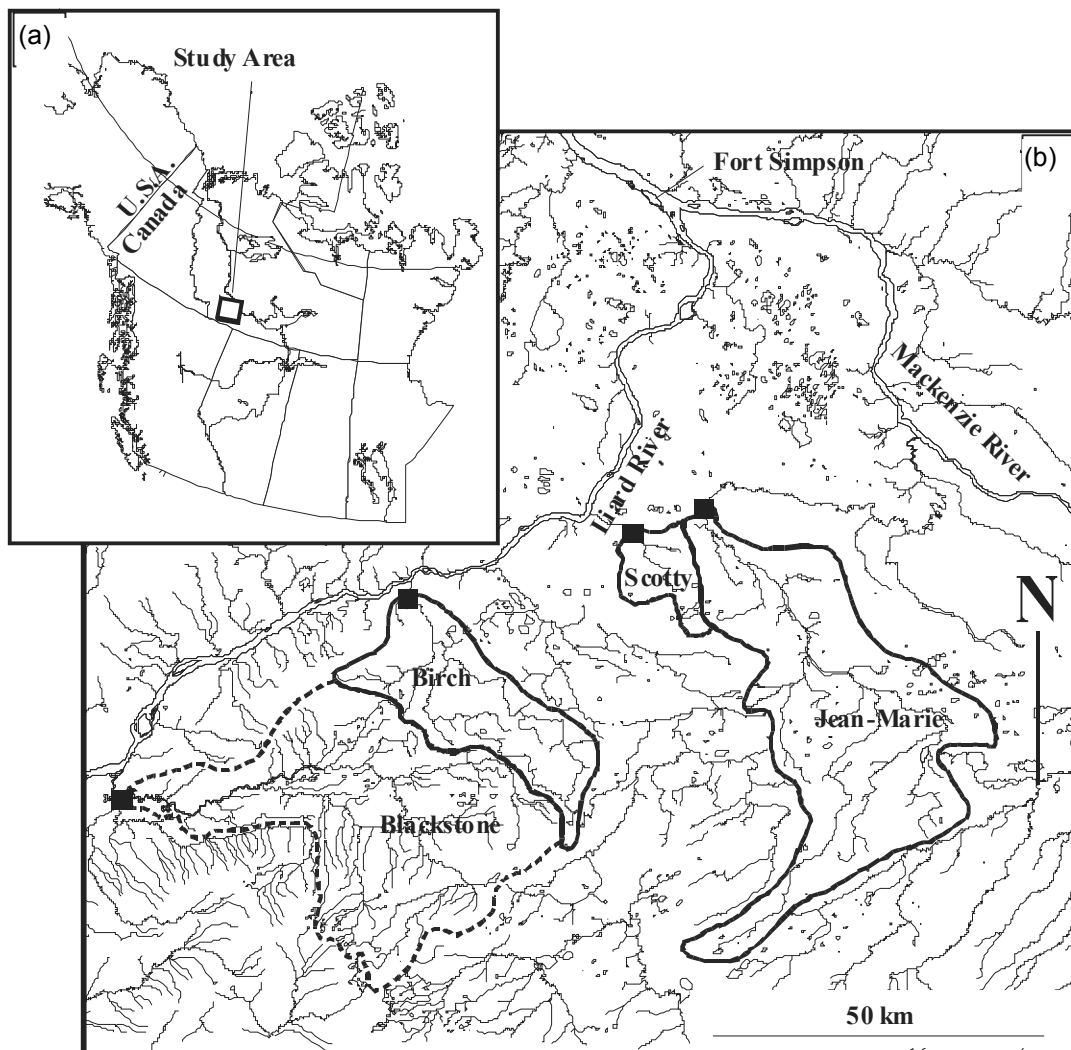 (a)
Study Area
U.S.A.
Canada
(b)
Fort Simpson
Mackenzie River
Liard River
Scotty
N
Birch
Jean-Marie
Blackstone
50 km